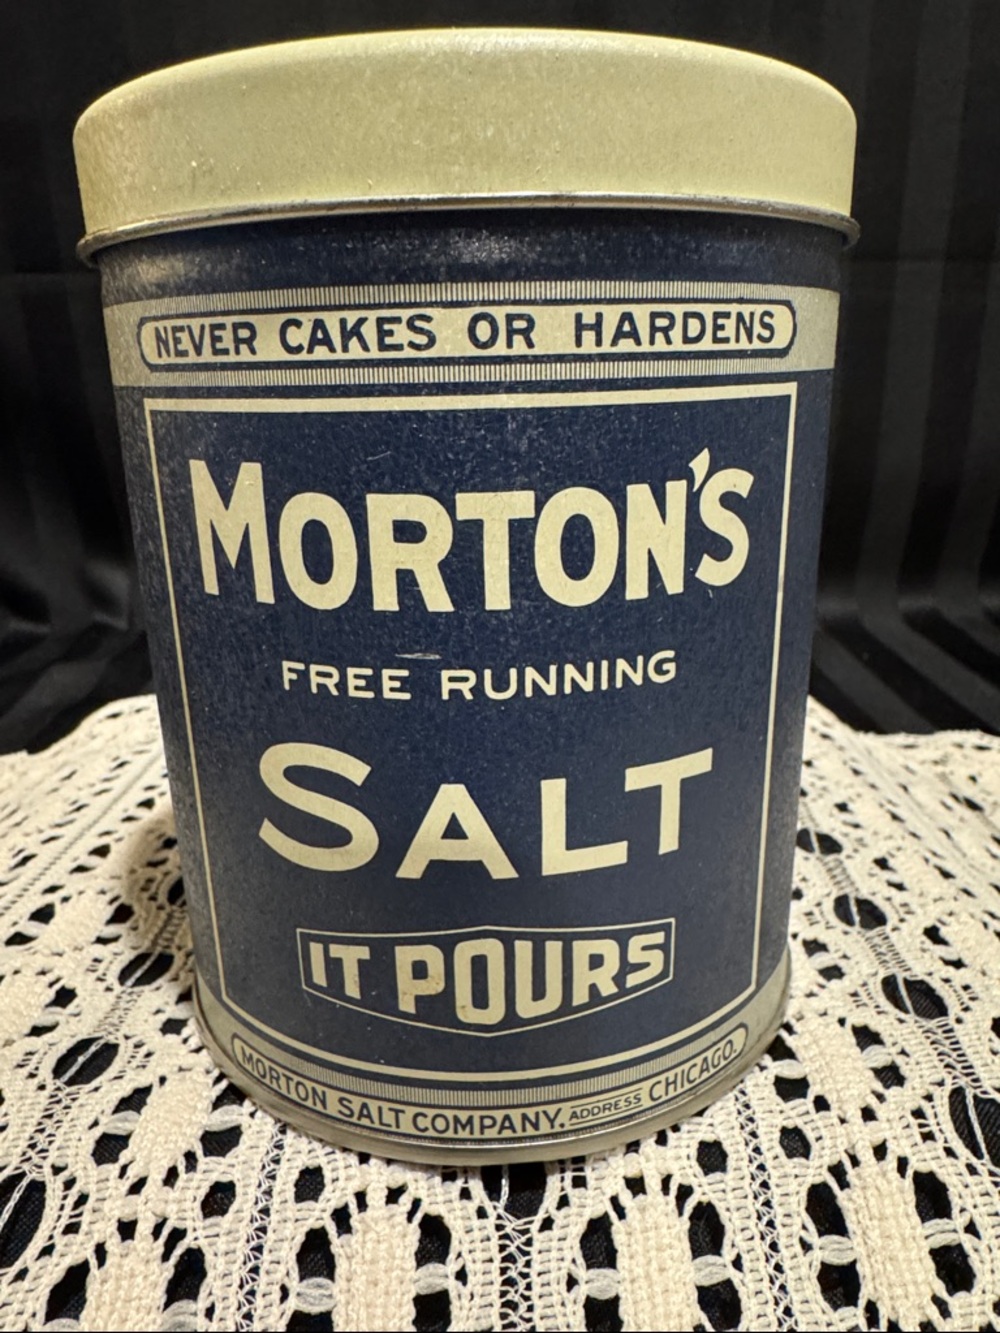 NEVER CAKES OR HARDENS
MORTON'S
FREE RUNNING
SALT
IT POURS
MORTON SALT COMPANY. ADDRESS CHICAGO.